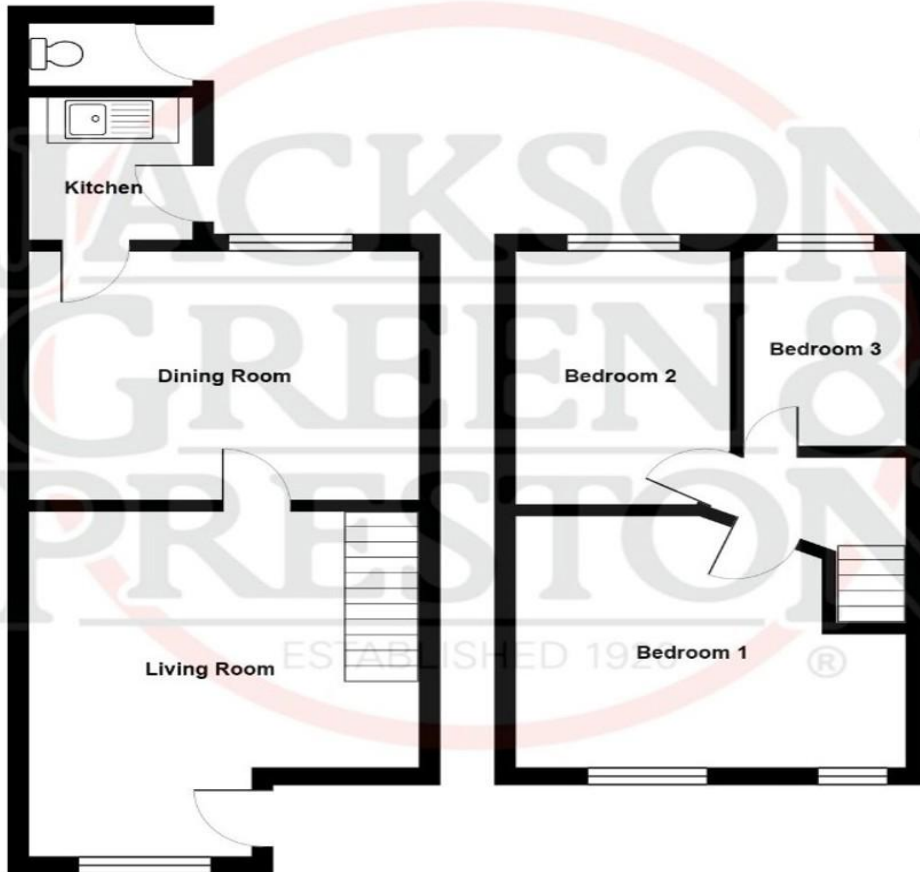 Kitchen
Dining Room
Living Room
Bedroom 2
Bedroom 3
Bedroom 1
JACKSON
GREEN &
PRESTON
ESTABLISHED 1920
®